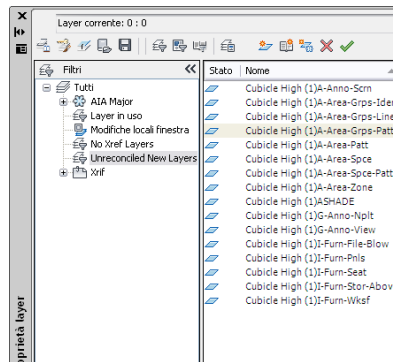 Layer corrente: 0 : 0
Filtri
Stato Nome
Tutti
AIA Major
Layer in uso
Modifiche locali finestra
No Xref Layers
Unreconciled New Layers
Xrif
Cubicle High (1)A-Anno-Scrn
Cubicle High (1)A-Area-Grps-Iden
Cubicle High (1)A-Area-Grps-Line
Cubicle High (1)A-Area-Grps-Patt
Cubicle High (1)A-Area-Patt
Cubicle High (1)A-Area-Spce
Cubicle High (1)A-Area-Spce-Patt
Cubicle High (1)A-Area-Zone
Cubicle High (1)ASHADE
Cubicle High (1)G-Anno-Nplt
Cubicle High (1)G-Anno-View
Cubicle High (1)I-Furn-File-Blow
Cubicle High (1)I-Furn-Pnls
Cubicle High (1)I-Furn-Seat
Cubicle High (1)I-Furn-Stor-Abov
Cubicle High (1)I-Furn-Wksf
oprietà layer